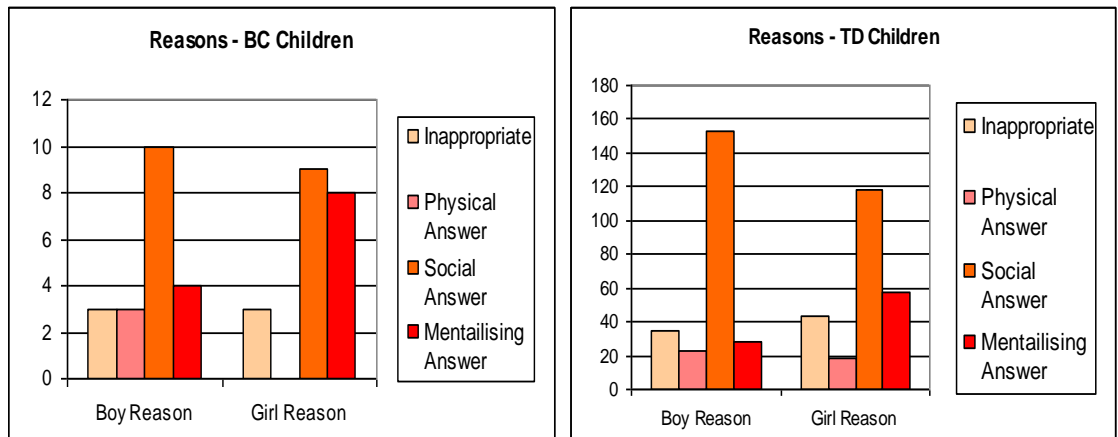 Reasons - BC Children
12
10
8
6
4
2
0
Boy Reason Girl Reason
Inappropriate
Physical
Answer
Social
Answer
Mentailising
Answer
Reasons - TD Children
180
160
140
120
100
80
60
40
20
0
Boy Reason Girl Reason
Inappropriate
Physical
Answer
Social
Answer
Mentailising
Answer